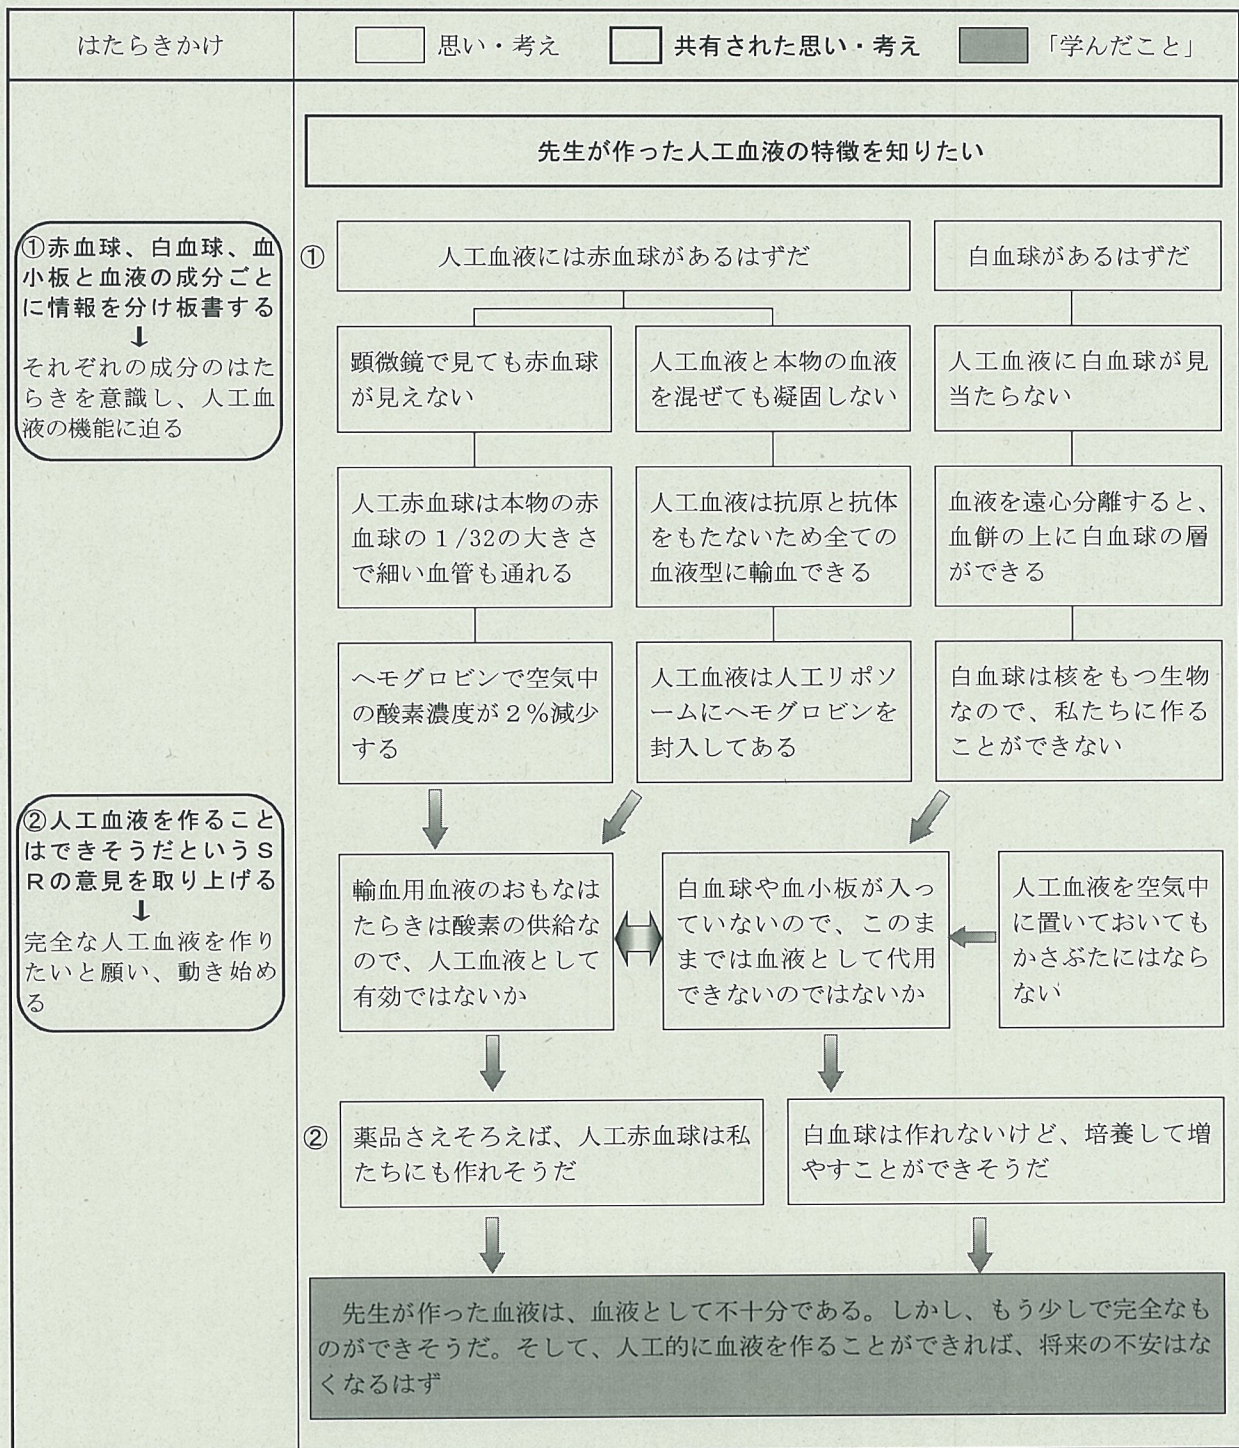 はたらきかけ
思い・考え
共有された思い・考え
「学んだこと」
先生が作った人工血液の特徴を知りたい
①赤血球、白血球、血
小板と血液の成分ごと
に情報を分け板書する
↓
それぞれの成分のはた
らきを意識し、人工血
液の機能に迫る
①
人工血液には赤血球があるはずだ
白血球があるはずだ
顕微鏡で見ても赤血球
が見えない
人工血液と本物の血液
を混ぜても凝固しない
人工血液に白血球が見
当たらない
人工赤血球は本物の赤
血球の1/32の大きさ
で細い血管も通れる
人工血液は抗原と抗体
をもたないため全ての
血液型に輸血できる
血液を遠心分離すると、
血餅の上に白血球の層
ができる
ヘモグロビンで空気中
の酸素濃度が2%減少
する
人工血液は人工リポソ
ームにヘモグロビンを
封入してある
白血球は核をもつ生物
なので、私たちに作る
ことができない
②人工血液を作ること
はできそうだというS
Rの意見を取り上げる
↓
完全な人工血液を作り
たいと願い、動き始め
る
輸血用血液のおもなは
たらきは酸素の供給な
ので、人工血液として
有効ではないか
白血球や血小板が入っ
ていないので、このま
までは血液として代用
できないのではないか
人工血液を空気中
に置いておいても
かさぶたにはなら
ない
②
薬品さえそろえば、人工赤血球は私
たちにも作れそうだ
白血球は作れないけど、培養して増
やすことができそうだ
先生が作った血液は、血液として不十分である。しかし、もう少しで完全なも
のができそうだ。そして、人工的に血液を作ることができれば、将来の不安はな
くなるはず